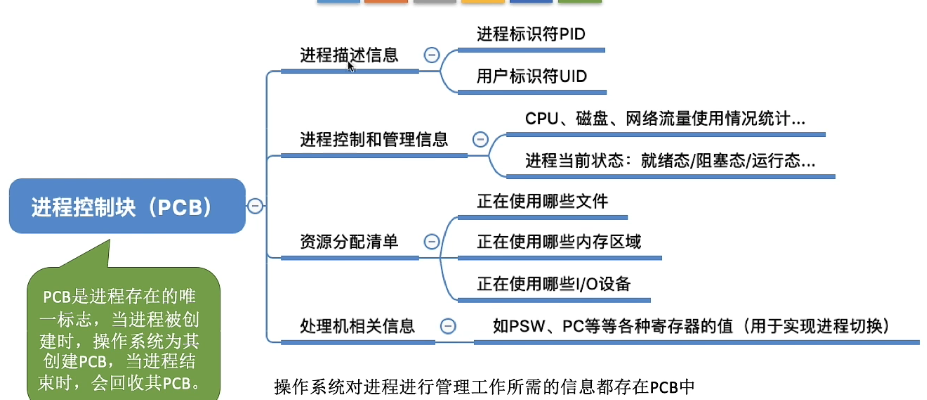 进程描述信息
进程标识符PID
用户标识符UID
进程控制和管理信息
CPU、磁盘、网络流量使用情况统计...
进程当前状态：就绪态/阻塞态/运行态...
进程控制块（PCB）
资源分配清单
正在使用哪些文件
正在使用哪些内存区域
正在使用哪些I/O设备
处理机相关信息
如PSW、PC等等各种寄存器的值（用于实现进程切换）
PCB是进程存在的唯
一标志，当进程被创
建时，操作系统为其
创建PCB，当进程结
束时，会回收其PCB。
操作系统对进程进行管理工作所需的信息都存在PCB中